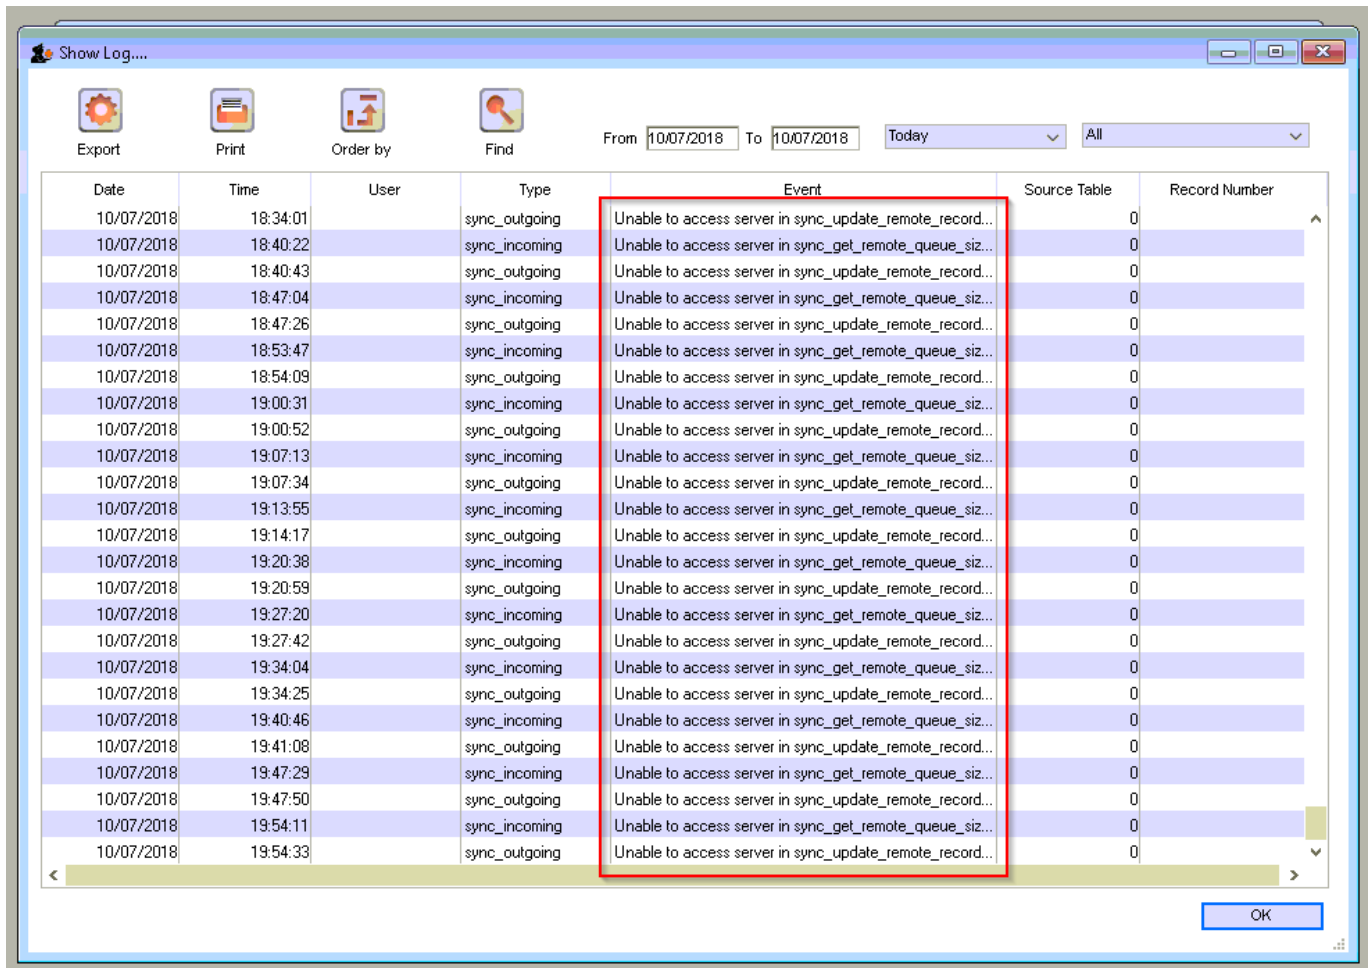 Show Log....
Export Print Order by Find From 10/07/2018 To 10/07/2018 Today All
Date Time User Type Event Source Table Record Number
10/07/2018 18:34:01 sync_outgoing Unable to access server in sync_update_remote_record... 0
10/07/2018 18:40:22 sync_incoming Unable to access server in sync_get_remote_queue_siz... 0
10/07/2018 18:40:43 sync_outgoing Unable to access server in sync_update_remote_record... 0
10/07/2018 18:47:04 sync_incoming Unable to access server in sync_get_remote_queue_siz... 0
10/07/2018 18:47:26 sync_outgoing Unable to access server in sync_update_remote_record... 0
10/07/2018 18:53:47 sync_incoming Unable to access server in sync_get_remote_queue_siz... 0
10/07/2018 18:54:09 sync_outgoing Unable to access server in sync_update_remote_record... 0
10/07/2018 19:00:31 sync_incoming Unable to access server in sync_get_remote_queue_siz... 0
10/07/2018 19:00:52 sync_outgoing Unable to access server in sync_update_remote_record... 0
10/07/2018 19:07:13 sync_incoming Unable to access server in sync_get_remote_queue_siz... 0
10/07/2018 19:07:34 sync_outgoing Unable to access server in sync_update_remote_record... 0
10/07/2018 19:13:55 sync_incoming Unable to access server in sync_get_remote_queue_siz... 0
10/07/2018 19:14:17 sync_outgoing Unable to access server in sync_update_remote_record... 0
10/07/2018 19:20:38 sync_incoming Unable to access server in sync_get_remote_queue_siz... 0
10/07/2018 19:20:59 sync_outgoing Unable to access server in sync_update_remote_record... 0
10/07/2018 19:27:20 sync_incoming Unable to access server in sync_get_remote_queue_siz... 0
10/07/2018 19:27:42 sync_outgoing Unable to access server in sync_update_remote_record... 0
10/07/2018 19:34:04 sync_incoming Unable to access server in sync_get_remote_queue_siz... 0
10/07/2018 19:34:25 sync_outgoing Unable to access server in sync_update_remote_record... 0
10/07/2018 19:40:46 sync_incoming Unable to access server in sync_get_remote_queue_siz... 0
10/07/2018 19:41:08 sync_outgoing Unable to access server in sync_update_remote_record... 0
10/07/2018 19:47:29 sync_incoming Unable to access server in sync_get_remote_queue_siz... 0
10/07/2018 19:47:50 sync_outgoing Unable to access server in sync_update_remote_record... 0
10/07/2018 19:54:11 sync_incoming Unable to access server in sync_get_remote_queue_siz... 0
10/07/2018 19:54:33 sync_outgoing Unable to access server in sync_update_remote_record... 0
OK